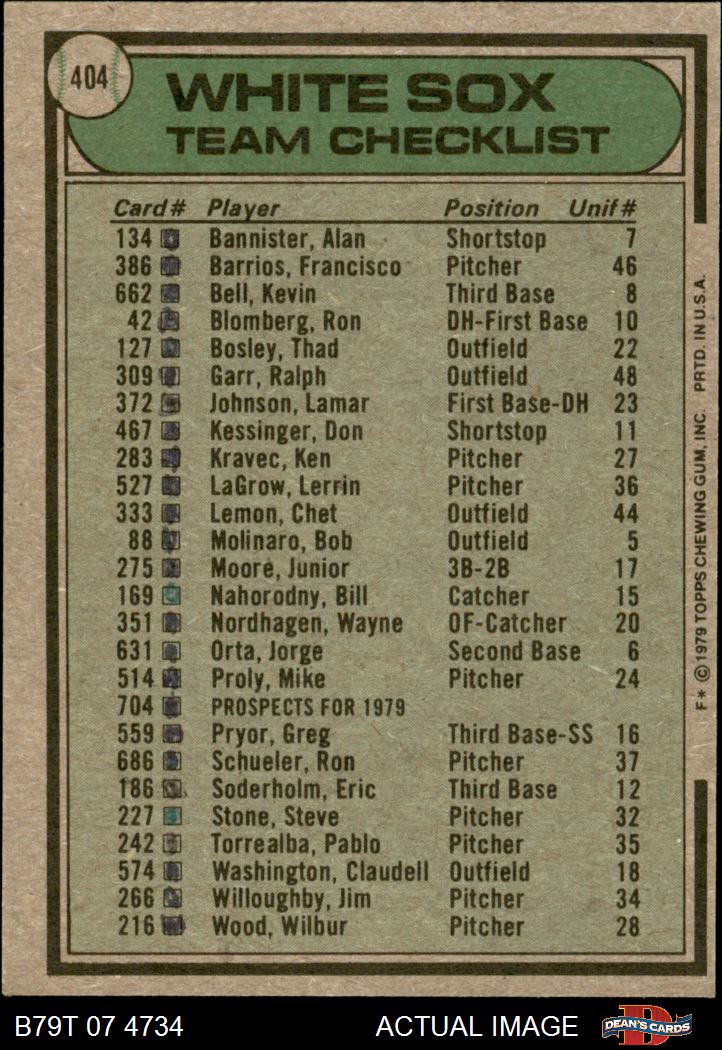 404
WHITE SOX
TEAM CHECKLIST
Card# Player Position Unif#
134 Bannister, Alan Shortstop 7
386 Barrios, Francisco Pitcher 46
662 Bell, Kevin Third Base 8
42 Blomberg, Ron DH-First Base 10
127 Bosley, Thad Outfield 22
309 Garr, Ralph Outfield 48
372 Johnson, Lamar First Base-DH 23
467 Kessinger, Don Shortstop 11
283 Kravec, Ken Pitcher 27
527 LaGrow, Lerrin Pitcher 36
333 Lemon, Chet Outfield 44
88 Molinaro, Bob Outfield 5
275 Moore, Junior 3B-2B 17
169 Nahorodny, Bill Catcher 15
351 Nordhagen, Wayne OF-Catcher 20
631 Orta, Jorge Second Base 6
514 Proly, Mike Pitcher 24
704 PROSPECTS FOR 1979
559 Pryor, Greg Third Base-SS 16
686 Schueler, Ron Pitcher 37
186 Soderholm, Eric Third Base 12
227 Stone, Steve Pitcher 32
242 Torrealba, Pablo Pitcher 35
574 Washington, Claudell Outfield 18
266 Willoughby, Jim Pitcher 34
216 Wood, Wilbur Pitcher 28
F* © 1979 TOPPS CHEWING GUM, INC. PRTD. IN U.S.A.
B79T 07 4734 ACTUAL IMAGE
D
DEAN'S CARDS